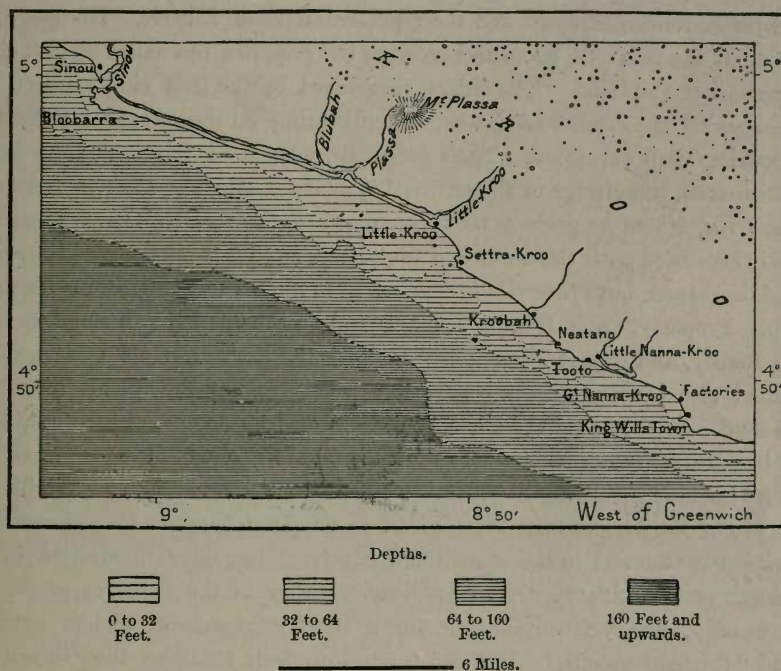 5°
5°
Sinou
Sinou
Bloobarra
Blubah
Plassa
Mt. Plassa
Little-Kroo
Little-Kroo
Settra-Kroo
Kroobah
Neatano
Little Nanna-Kroo
Tooto
Gt. Nanna-Kroo
Factories
King Wills Town
4°
50'
4°
50'
9°
8° 50'
West of Greenwich
Depths.
0 to 32
Feet.
32 to 64
Feet.
64 to 160
Feet.
160 Feet and
upwards.
6 Miles.